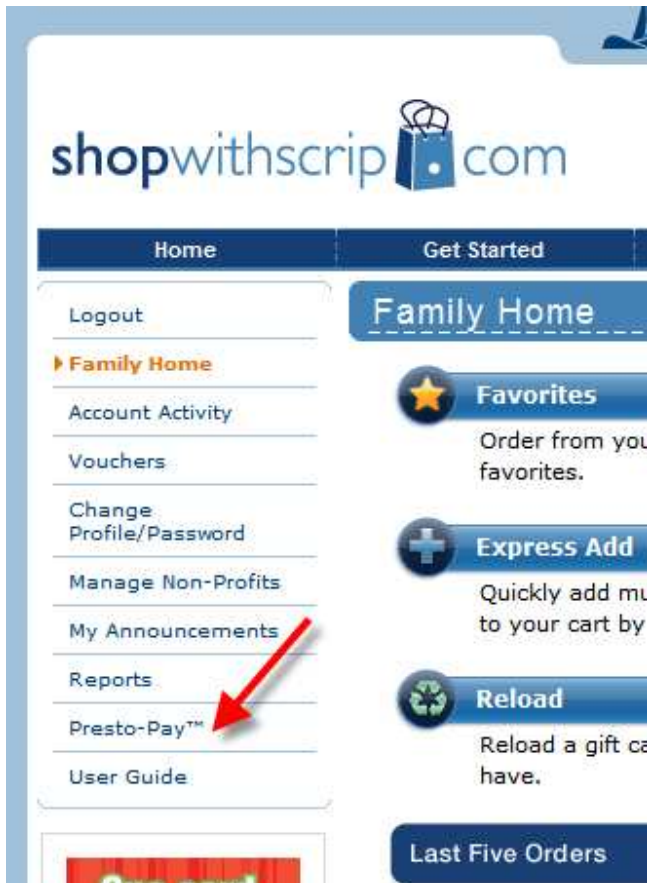 shopwithscrip.com
Home
Get Started
Logout
Family Home
Account Activity
Vouchers
Change
Profile/Password
Manage Non-Profits
My Announcements
Reports
Presto-Pay™
User Guide
Family Home
Favorites
Order from you
favorites.
Express Add
Quickly add mu
to your cart by
Reload
Reload a gift ca
have.
Last Five Orders